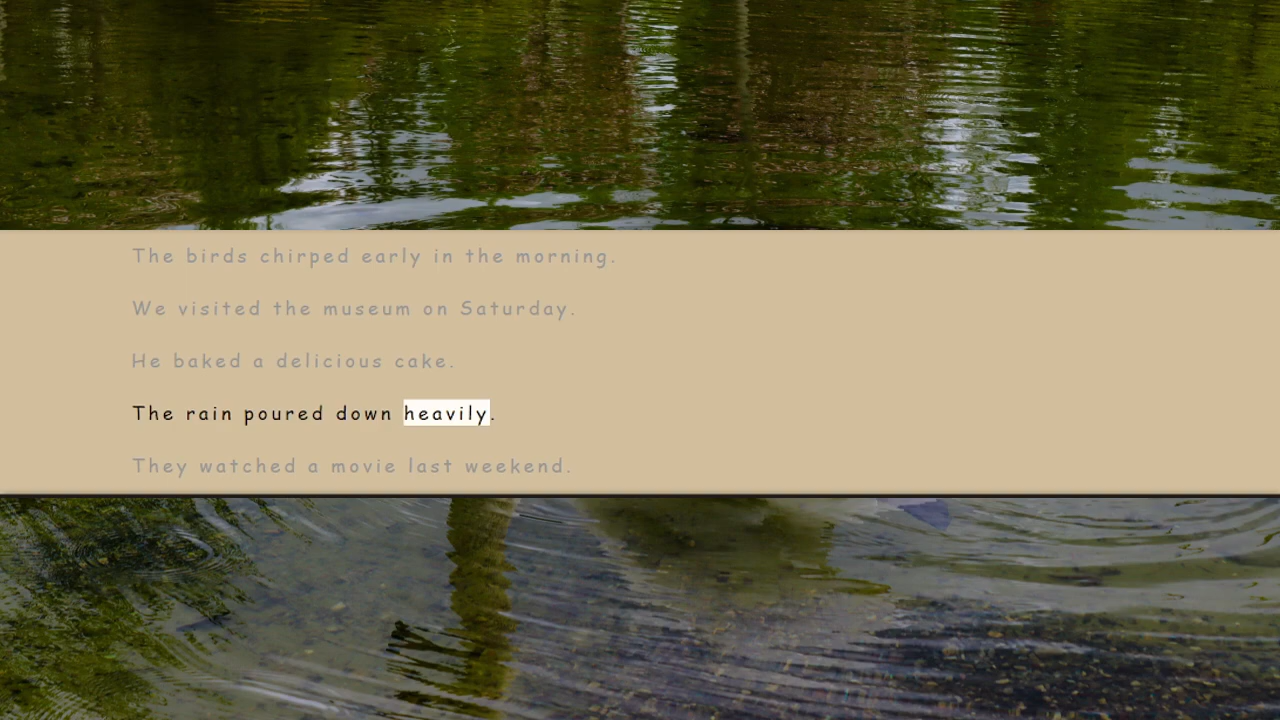 The birds chirped early in the morning.
We visited the museum on Saturday.
He baked a delicious cake.
The rain poured down heavily.
They watched a movie last weekend.